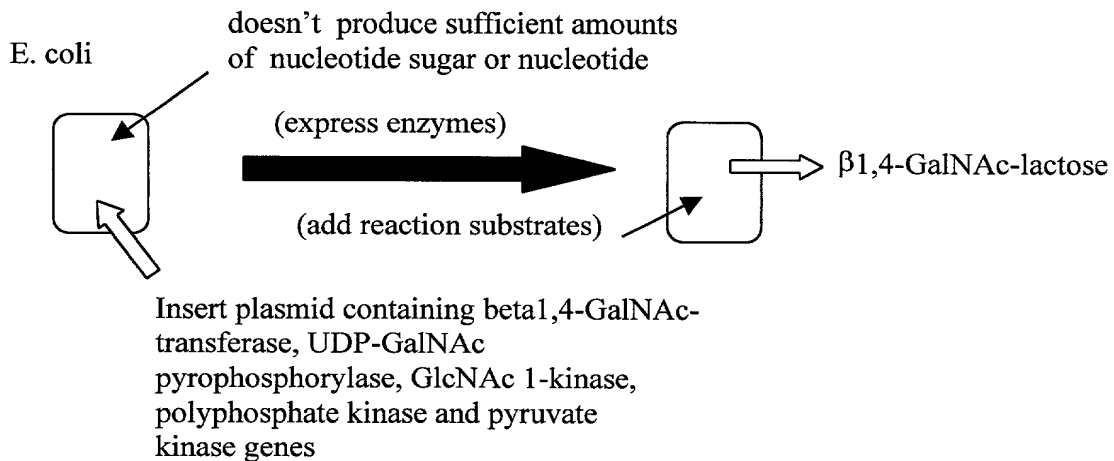 doesn't produce sufficient amounts
E. coli
of nucleotide sugar or nucleotide
(express enzymes)
β1,4-GalNAc-lactose
(add reaction substrates)
Insert plasmid containing beta1,4-GalNAc-
transferase, UDP-GalNAc
pyrophosphorylase, GlcNAc 1-kinase,
polyphosphate kinase and pyruvate
kinase genes